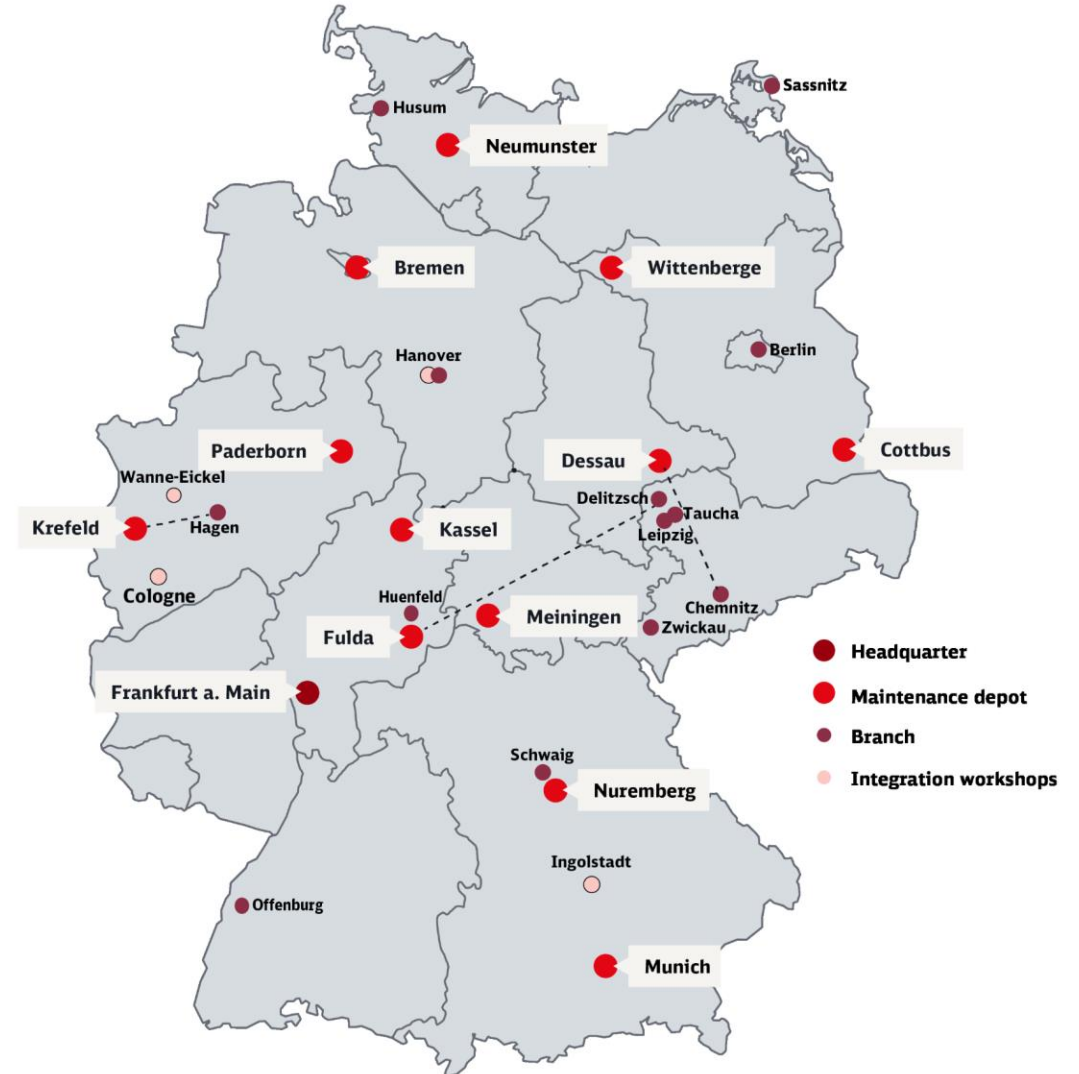 Sassnitz
Husum
Neumunster
Bremen
Wittenberge
Berlin
Hanover
Paderborn
Cottbus
Dessau
Wanne-Eickel
Delitzsch
Taucha
Krefeld
Hagen
Kassel
Leipzig
Cologne
Huenfeld
Chemnitz
Meiningen
Zwickau
Fulda
Headquarter
Frankfurt a. Main
Maintenance depot
Branch
Schwaig
Integration workshops
Nuremberg
Ingolstadt
Offenburg
Munich